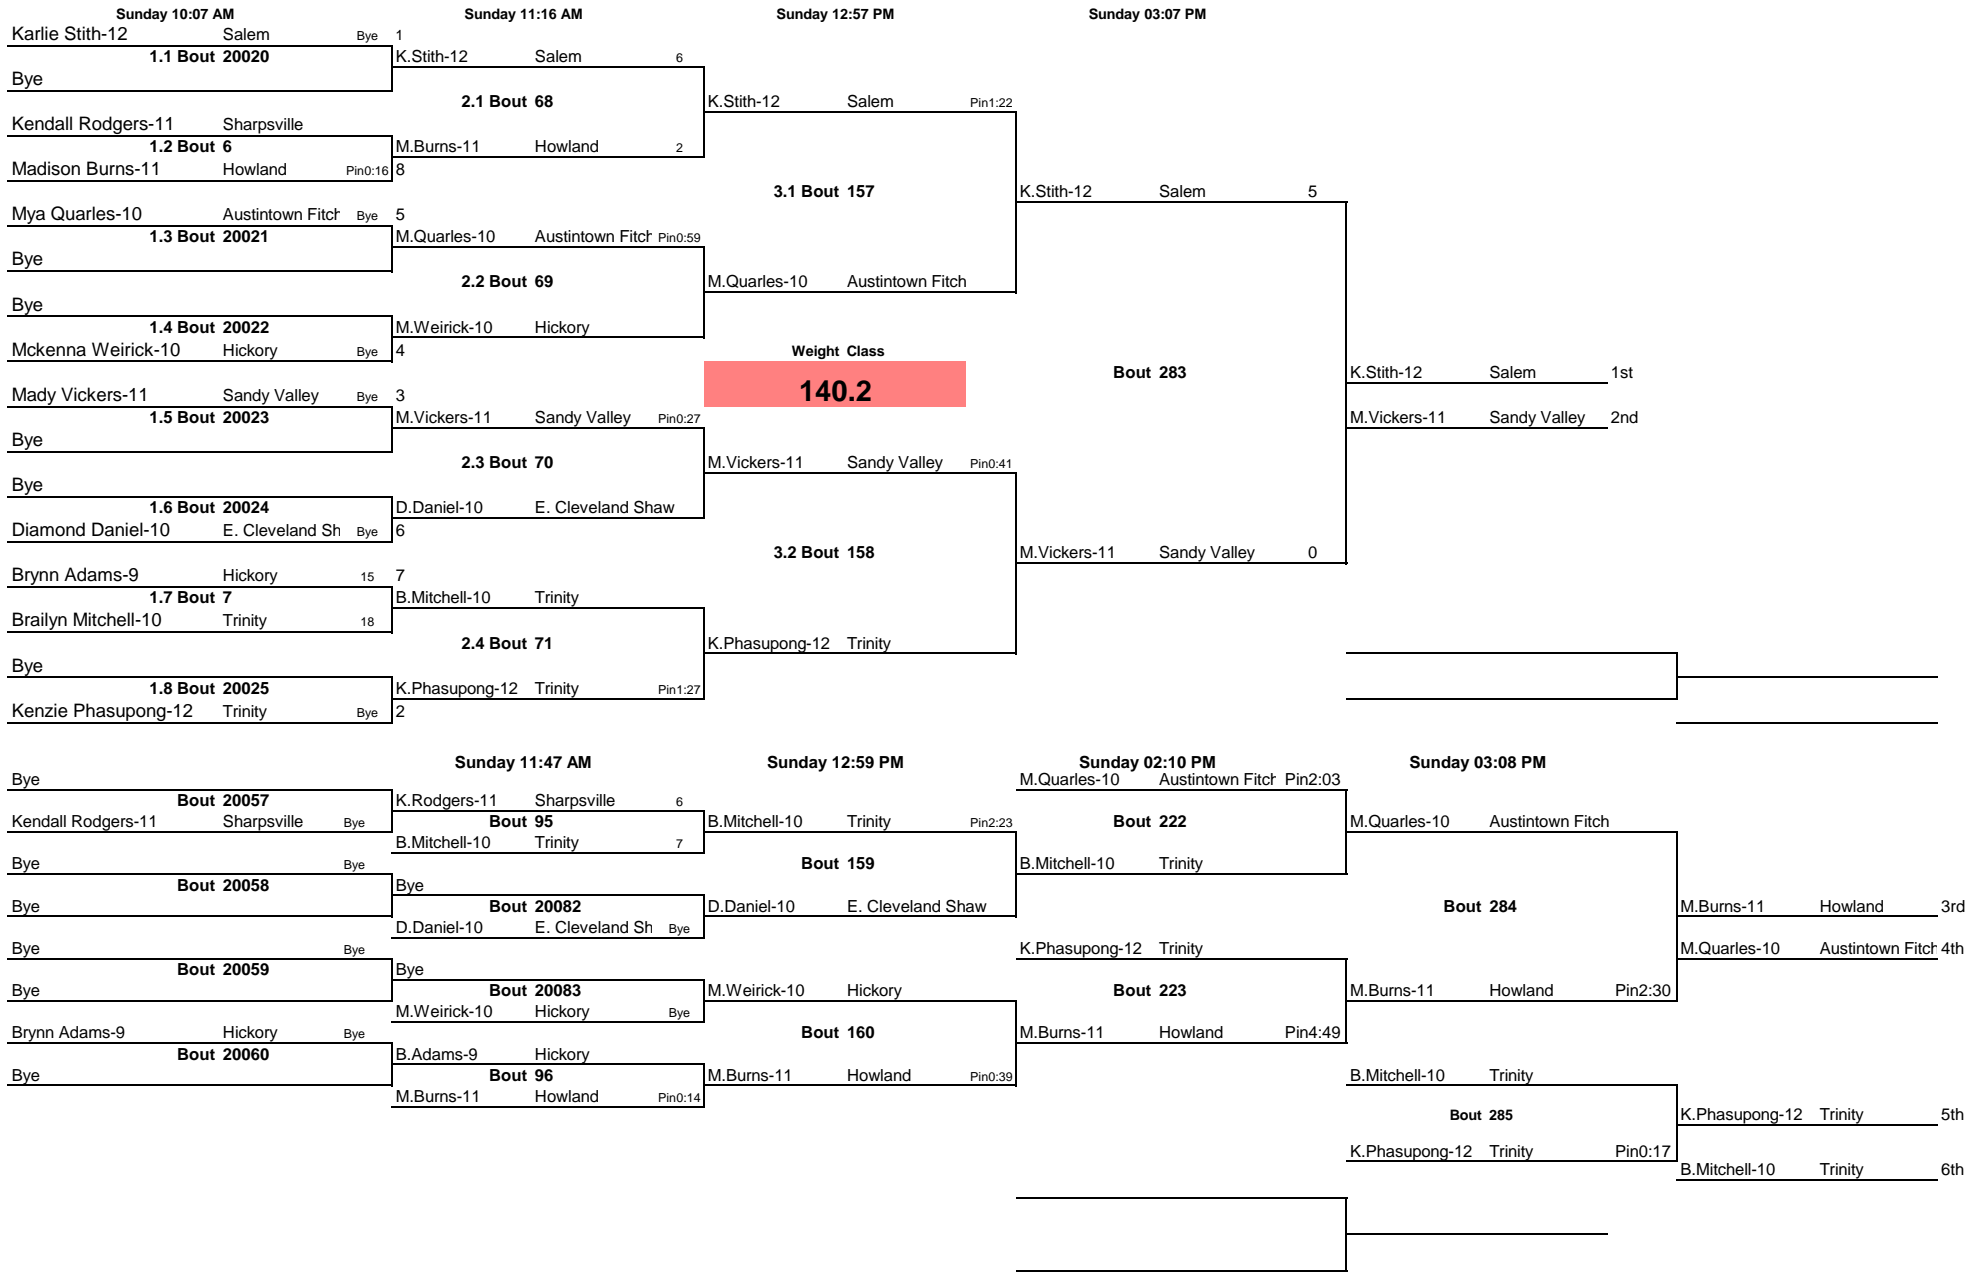 Sunday 10:07 AM Sunday 11:16 AM Sunday 12:57 PM Sunday 03:07 PM
Karlie Stith-12 Salem Bye 1
1.1 Bout 20020 K.Stith-12 Salem 6
Bye
2.1 Bout 68 K.Stith-12 Salem Pin1:22
Kendall Rodgers-11 Sharpsville
1.2 Bout 6 M.Burns-11 Howland 2
Madison Burns-11 Howland Pin0:16 8
3.1 Bout 157 K.Stith-12 Salem 5
Mya Quarles-10 Austintown Fitch Bye 5
1.3 Bout 20021 M.Quarles-10 Austintown Fitch Pin0:59
Bye
2.2 Bout 69 M.Quarles-10 Austintown Fitch
Bye
1.4 Bout 20022 M.Weirick-10 Hickory
Mckenna Weirick-10 Hickory Bye 4 Weight Class
Bout 283 K.Stith-12 Salem 1st
Mady Vickers-11 Sandy Valley Bye 3 140.2
1.5 Bout 20023 M.Vickers-11 Sandy Valley Pin0:27 M.Vickers-11 Sandy Valley 2nd
Bye
2.3 Bout 70 M.Vickers-11 Sandy Valley Pin0:41
Bye
1.6 Bout 20024 D.Daniel-10 E. Cleveland Shaw
Diamond Daniel-10 E. Cleveland Sh Bye 6
3.2 Bout 158 M.Vickers-11 Sandy Valley 0
Brynn Adams-9 Hickory 15 7
1.7 Bout 7 B.Mitchell-10 Trinity
Brailyn Mitchell-10 Trinity 18
2.4 Bout 71 K.Phasupong-12 Trinity
Bye
1.8 Bout 20025 K.Phasupong-12 Trinity Pin1:27
Kenzie Phasupong-12 Trinity Bye 2
Sunday 11:47 AM Sunday 12:59 PM Sunday 02:10 PM Sunday 03:08 PM
Bye M.Quarles-10 Austintown Fitch Pin2:03
Bout 20057 K.Rodgers-11 Sharpsville 6
Kendall Rodgers-11 Sharpsville Bye Bout 95 B.Mitchell-10 Trinity Pin2:23 Bout 222 M.Quarles-10 Austintown Fitch
B.Mitchell-10 Trinity 7
Bye Bye Bout 159 B.Mitchell-10 Trinity
Bout 20058 Bye
Bye Bout 20082 D.Daniel-10 E. Cleveland Shaw Bout 284 M.Burns-11 Howland 3rd
D.Daniel-10 E. Cleveland Sh Bye
Bye Bye K.Phasupong-12 Trinity M.Quarles-10 Austintown Fitch 4th
Bout 20059 Bye
Bye Bout 20083 M.Weirick-10 Hickory Bout 223 M.Burns-11 Howland Pin2:30
M.Weirick-10 Hickory Bye
Brynn Adams-9 Hickory Bye Bout 160 M.Burns-11 Howland Pin4:49
Bout 20060 B.Adams-9 Hickory
Bye Bout 96 M.Burns-11 Howland Pin0:39 B.Mitchell-10 Trinity
M.Burns-11 Howland Pin0:14
Bout 285 K.Phasupong-12 Trinity 5th
K.Phasupong-12 Trinity Pin0:17
B.Mitchell-10 Trinity 6th